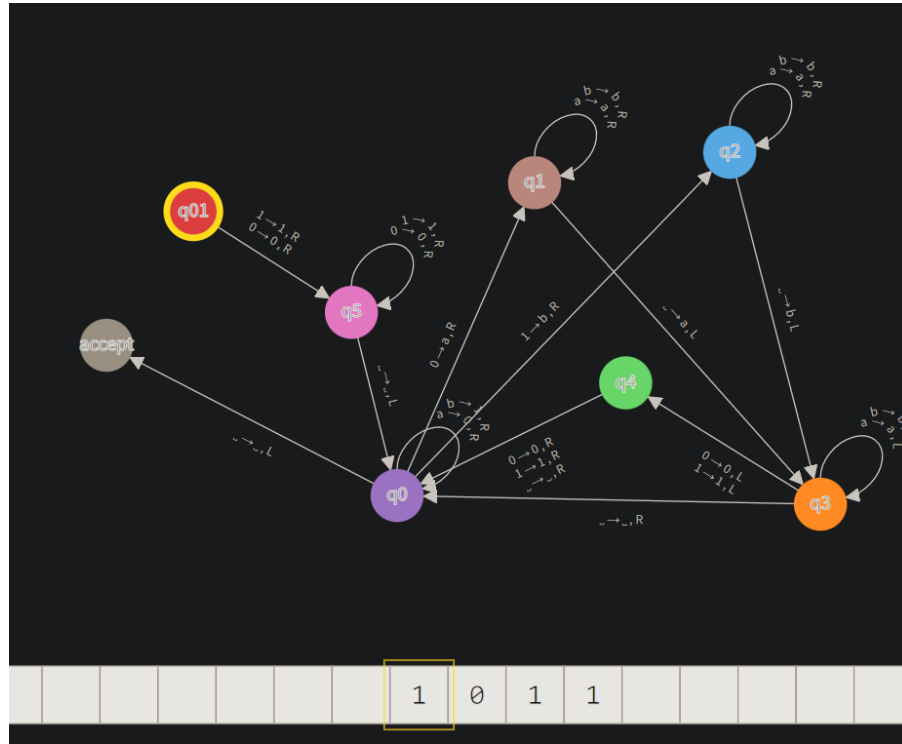 b→b,R
a→a,R
b→b,R
a→a,R
q2
q1
q01
1→1,R
0→0,R
1→1,R
0→0,R
q5
␣→b,L
1→b,R
␣→a,L
0→a,R
accept
␣→␣,L
q4
␣→␣,L
0→0,R
1→1,R
␣→␣,R
0→0,L
1→1,L
a→a,L
q0
q3
␣→␣,R
1 0 1 1